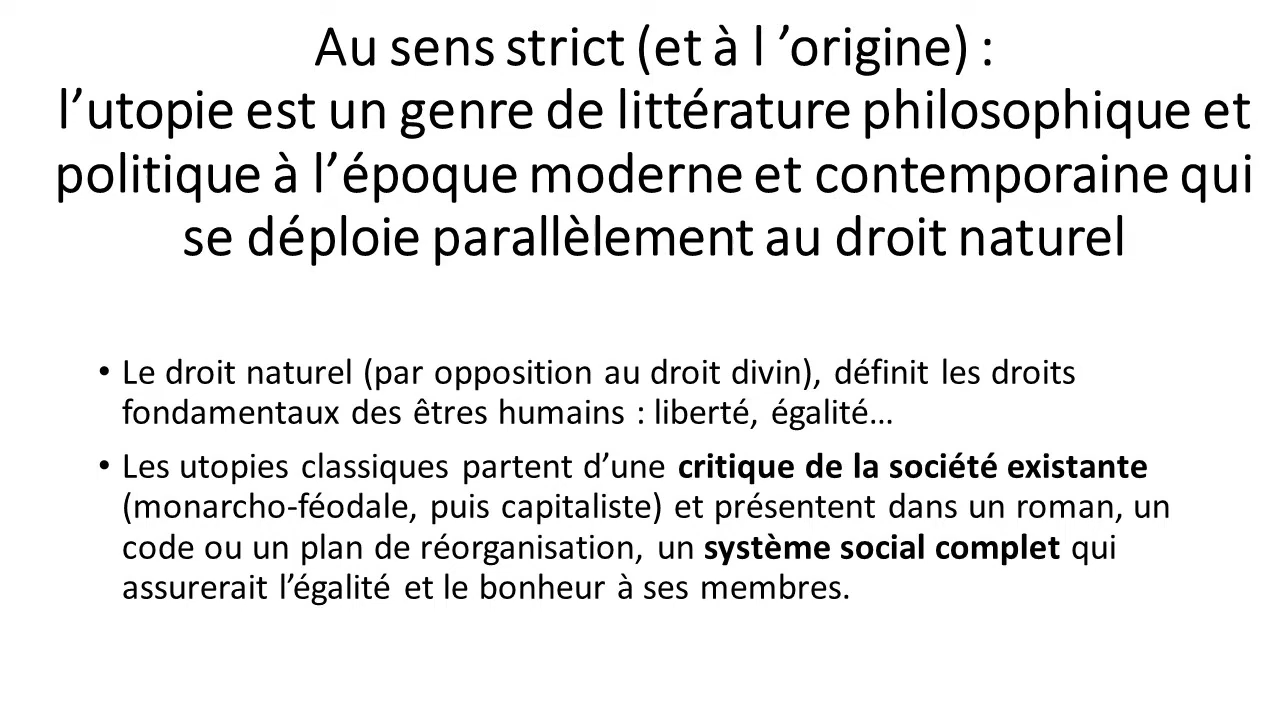 Au sens strict (et à l ’origine) :
l’utopie est un genre de littérature philosophique et
politique à l’époque moderne et contemporaine qui
se déploie parallèlement au droit naturel
• Le droit naturel (par opposition au droit divin), définit les droits
fondamentaux des êtres humains : liberté, égalité…
• Les utopies classiques partent d’une critique de la société existante
(monarcho-féodale, puis capitaliste) et présentent dans un roman, un
code ou un plan de réorganisation, un système social complet qui
assurerait l’égalité et le bonheur à ses membres.